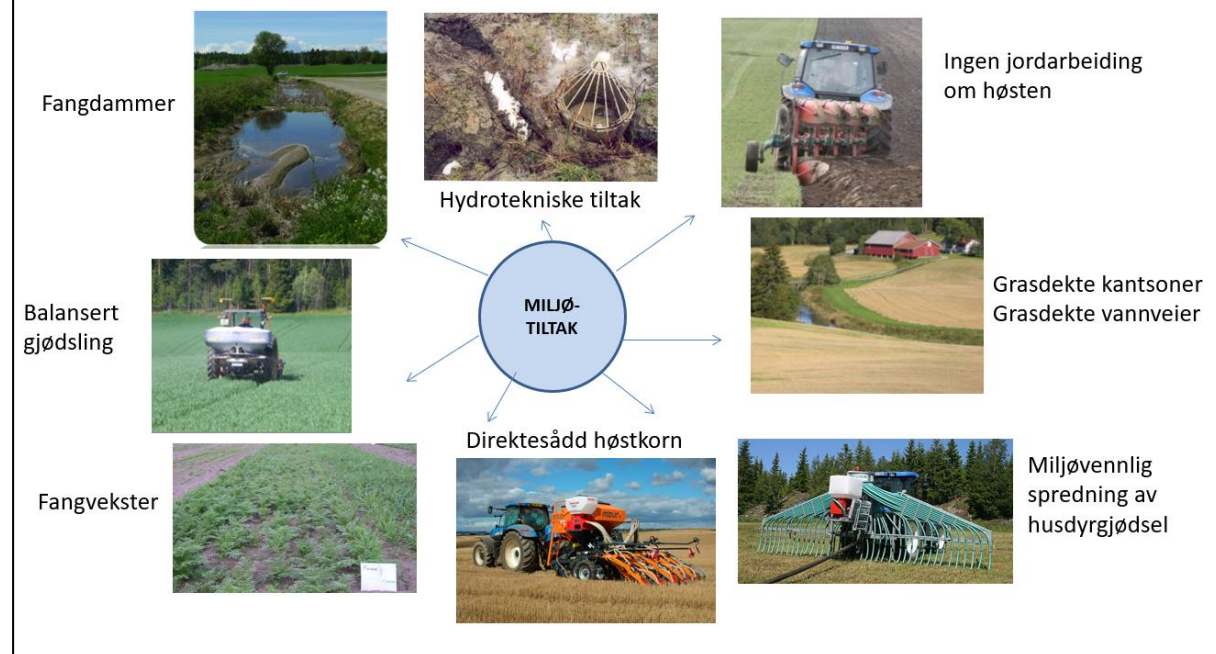 Fangdammer
Hydrotekniske tiltak
Ingen jordarbeiding
om høsten
Balansert
gjødsling
MILJØ-
TILTAK
Grasdekte kantsoner
Grasdekte vannveier
Fangvekster
Direktesådd høstkorn
Miljøvennlig
spredning av
husdyrgjødsel